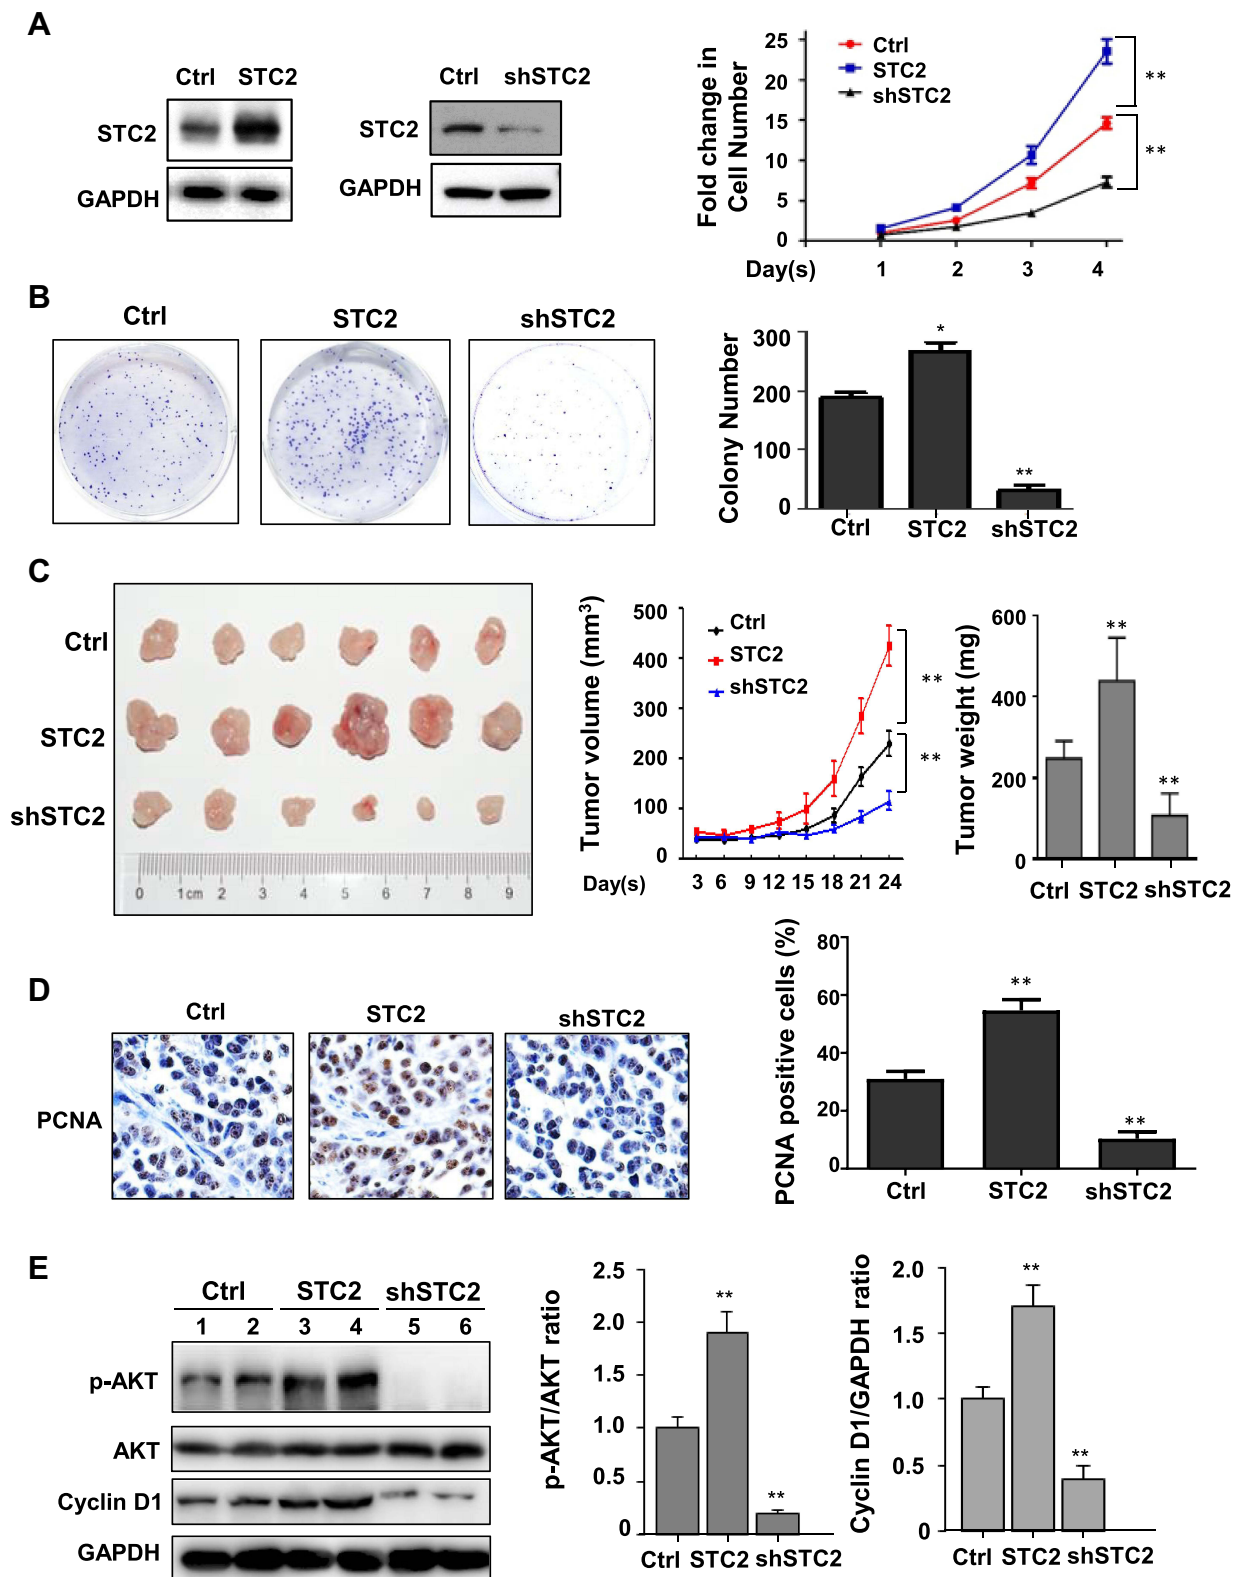 A
Ctrl STC2
STC2
GAPDH
Ctrl shSTC2
STC2
GAPDH
Fold change in
Cell Number
25
20
15
10
5
0
Ctrl
STC2
shSTC2
**
**
Day(s) 1 2 3 4
B
Ctrl STC2 shSTC2
Colony Number
300
200
100
0
*
**
Ctrl STC2 shSTC2
C
Ctrl
STC2
shSTC2
0 1cm 2 3 4 5 6 7 8 9
Tumor volume (mm³)
500
400
300
200
100
0
Ctrl
STC2
shSTC2
**
**
Day(s) 3 6 9 12 15 18 21 24
Tumor weight (mg)
600
400
200
0
**
**
Ctrl STC2 shSTC2
D
Ctrl STC2 shSTC2
PCNA
PCNA positive cells (%)
80
60
40
20
0
**
**
Ctrl STC2 shSTC2
E
Ctrl STC2 shSTC2
1 2 3 4 5 6
p-AKT
AKT
Cyclin D1
GAPDH
p-AKT/AKT ratio
2.5
2.0
1.5
1.0
0.5
0
**
**
Ctrl STC2 shSTC2
Cyclin D1/GAPDH ratio
2.0
1.5
1.0
0.5
0
**
**
Ctrl STC2 shSTC2